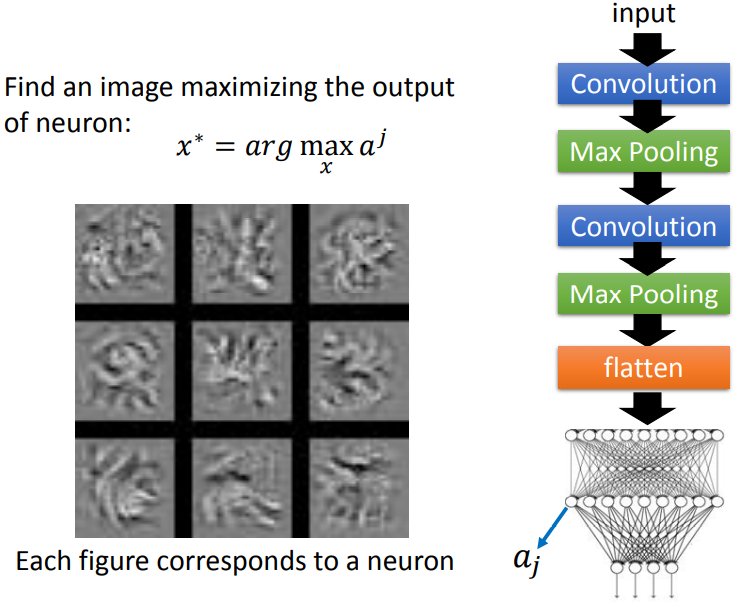 Find an image maximizing the output
of neuron:
x* = arg max a^j
x
Each figure corresponds to a neuron
input
Convolution
Max Pooling
Convolution
Max Pooling
flatten
a_j